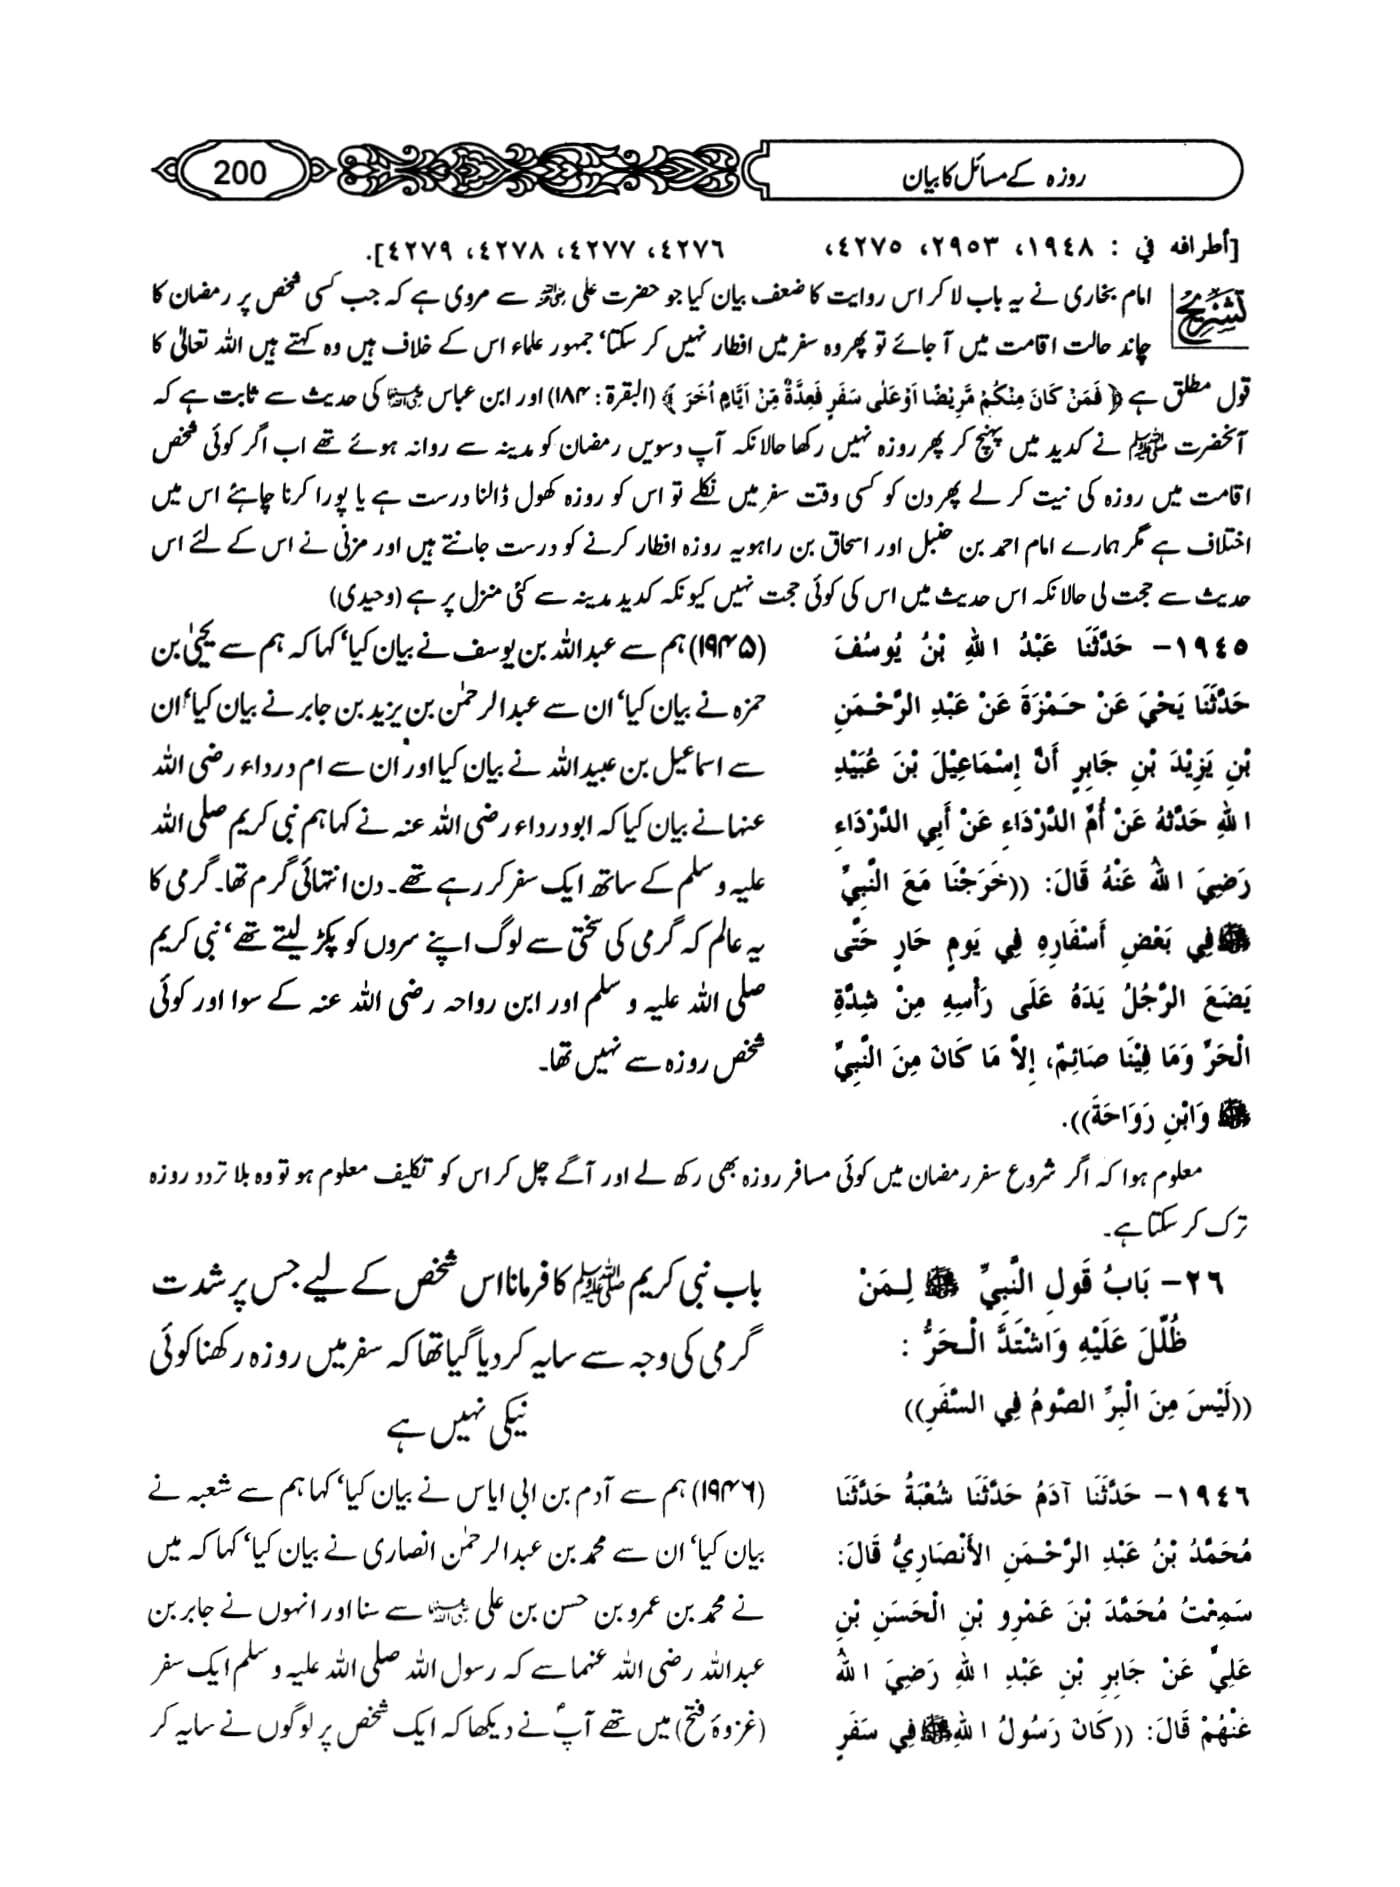 روزہ کے مسائل کا بیان
200
[أطرافه في : ١٩٤٨، ٢٩٥٣، ٤٢٧٥، ٤٢٧٦، ٤٢٧٧، ٤٢٧٨، ٤٢٧٩].
تشریح امام بخاری نے یہ باب لا کر اس روایت کا ضعف بیان کیا جو حضرت علی رضی اللہ عنہ سے مروی ہے کہ جب کسی شخص پر رمضان کا
چاند حالت اقامت میں آ جائے تو پھر وہ سفر میں افطار نہیں کر سکتا‘ جمہور علماء اس کے خلاف ہیں وہ کہتے ہیں اللہ تعالیٰ کا
قول مطلق ہے ﴿ فَمَنْ كَانَ مِنْكُمْ مَّرِيْضًا اَوْ عَلٰى سَفَرٍ فَعِدَّةٌ مِّنْ اَيَّامٍ اُخَرَ ﴾ (البقرة : ۱۸۴) اور ابن عباس رضی اللہ عنہما کی حدیث سے ثابت ہے کہ
آنحضرت ﷺ نے کدید میں پہنچ کر پھر روزہ نہیں رکھا حالانکہ آپ دسویں رمضان کو مدینہ سے روانہ ہوئے تھے اب اگر کوئی شخص
اقامت میں روزہ کی نیت کر لے پھر دن کو کسی وقت سفر میں نکلے تو اس کو روزہ کھول ڈالنا درست ہے یا پورا کرنا چاہئے اس میں
اختلاف ہے مگر ہمارے امام احمد بن حنبل اور اسحاق بن راہویہ روزہ افطار کرنے کو درست جانتے ہیں اور مزنی نے اس کے لئے اس
حدیث سے حجت لی حالانکہ اس حدیث میں اس کی کوئی حجت نہیں کیونکہ کدید مدینہ سے کئی منزل پر ہے (وحیدی)
١٩٤٥– حَدَّثَنَا عَبْدُ اللهِ بْنُ يُوسُفَ
حَدَّثَنَا يَحْيَ عَنْ حَـمْزَةَ عَنْ عَبْدِ الرَّحْـمَنِ
بْنِ يَزِيْدَ بْنِ جَابِرٍ أَنَّ إِسْمَاعِيْلَ بْنَ عُبَيْدِ
اللهِ حَدَّثَهُ عَنْ أُمِّ الدَّرْدَاءِ عَنْ أَبِي الدَّرْدَاءِ
رَضِيَ اللهُ عَنْهُ قَالَ: ((خَرَجْنَا مَعَ النَّبِيِّ
ﷺ فِي بَعْضِ أَسْفَارِهِ فِي يَومٍ حَارٍ حَتَّى
يَضَعَ الرَّجُلُ يَدَهُ عَلَى رَأْسِهِ مِنْ شِدَّةِ
الْحَرِّ وَمَا فِيْنَا صَائِمٌ، إِلاَّ مَا كَانَ مِنَ النَّبِيِّ
ﷺ وَابْنِ رَوَاحَةَ)).
(۱۹۴۵) ہم سے عبداللہ بن یوسف نے بیان کیا‘ کہا کہ ہم سے یحیٰ بن
حمزہ نے بیان کیا‘ ان سے عبدالرحمٰن بن یزید بن جابر نے بیان کیا‘ ان
سے اسماعیل بن عبیداللہ نے بیان کیا اور اُن سے ام درداء رضی اللہ
عنہا نے بیان کیا کہ ابودرداء رضی اللہ عنہ نے کہا ہم نبی کریم صلی اللہ
علیہ و سلم کے ساتھ ایک سفر کر رہے تھے۔ دن انتہائی گرم تھا۔ گرمی کا
یہ عالم کہ گرمی کی سختی سے لوگ اپنے سروں کو پکڑ لیتے تھے‘ نبی کریم
صلی اللہ علیہ و سلم اور ابن رواحہ رضی اللہ عنہ کے سوا اور کوئی
شخص روزہ سے نہیں تھا۔
معلوم ہوا کہ اگر شروع سفر رمضان میں کوئی مسافر روزہ بھی رکھ لے اور آگے چل کر اس کو تکلیف معلوم ہو تو وہ بلا تردد روزہ
ترک کر سکتا ہے۔
٢٦– بَابُ قَولِ النَّبِيِّ ﷺ لِـمَنْ
ظُلِّلَ عَلَيْهِ وَاشْتَدَّ الْـحَرُّ :
((لَيْسَ مِنَ الْبِرِّ الصَّومُ فِي السَّفَرِ))
باب نبی کریم ﷺ کا فرمانا اس شخص کے لیے جس پر شدت
گرمی کی وجہ سے سایہ کر دیا گیا تھا کہ سفر میں روزہ رکھنا کوئی
نیکی نہیں ہے
١٩٤٦– حَدَّثَنَا آدَمُ حَدَّثَنَا شُعْبَةُ حَدَّثَنَا
مُحَمَّدُ بْنُ عَبْدِ الرَّحْـمَنِ الأَنْصَارِيُّ قَالَ:
سَمِعْتُ مُحَمَّدَ بْنَ عَمْرِو بْنِ الْحَسَنِ بْنِ
عَلِيٍّ عَنْ جَابِرِ بْنِ عَبْدِ اللهِ رَضِيَ اللهُ
عَنْهُمْ قَالَ: ((كَانَ رَسُولُ اللهِ ﷺ فِي سَفَرٍ
(۱۹۴۶) ہم سے آدم بن ابی ایاس نے بیان کیا‘ کہا ہم سے شعبہ نے
بیان کیا‘ ان سے محمد بن عبدالرحمٰن انصاری نے بیان کیا‘ کہا کہ میں
نے محمد بن عمرو بن حسن بن علی رضی اللہ عنہم سے سنا اور انہوں نے جابر بن
عبداللہ رضی اللہ عنہما سے کہ رسول اللہ صلی اللہ علیہ و سلم ایک سفر
(غزوۂ فتح) میں تھے آپؐ نے دیکھا کہ ایک شخص پر لوگوں نے سایہ کر